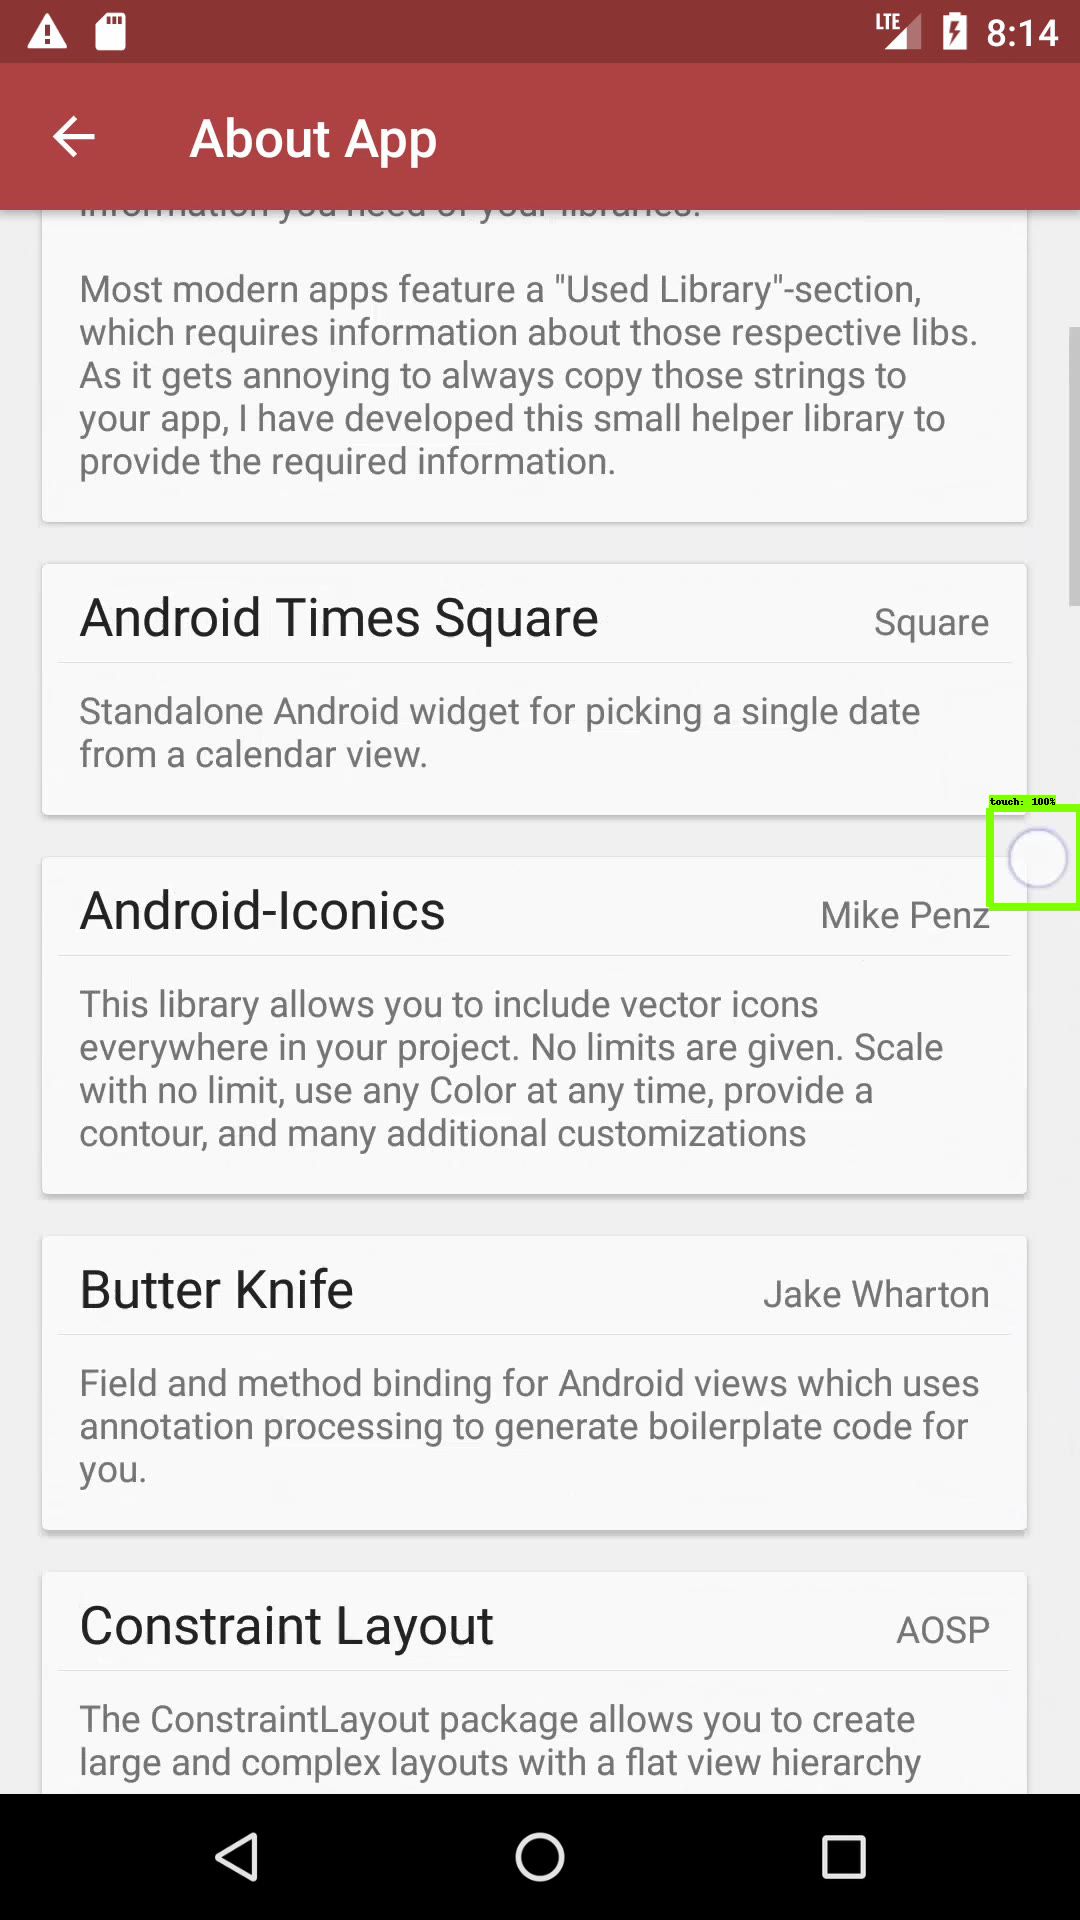 LTE 8:14
About App
information you need of your libraries.
Most modern apps feature a "Used Library"-section,
which requires information about those respective libs.
As it gets annoying to always copy those strings to
your app, I have developed this small helper library to
provide the required information.
Android Times Square Square
Standalone Android widget for picking a single date
from a calendar view.
touch: 100%
Android-Iconics Mike Penz
This library allows you to include vector icons
everywhere in your project. No limits are given. Scale
with no limit, use any Color at any time, provide a
contour, and many additional customizations
Butter Knife Jake Wharton
Field and method binding for Android views which uses
annotation processing to generate boilerplate code for
you.
Constraint Layout AOSP
The ConstraintLayout package allows you to create
large and complex layouts with a flat view hierarchy